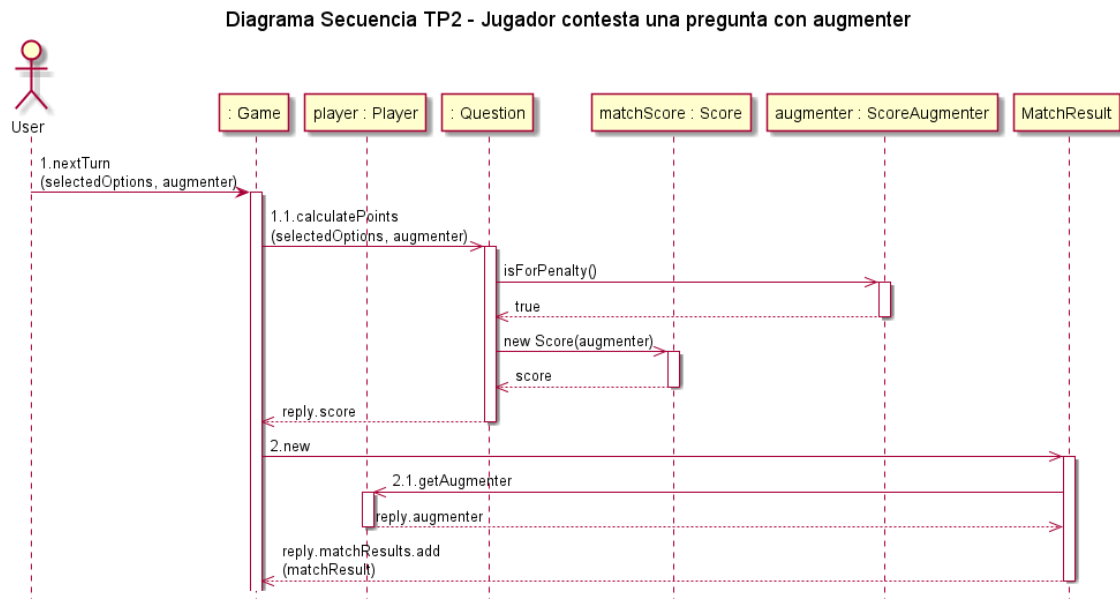 Diagrama Secuencia TP2 - Jugador contesta una pregunta con augmenter
User
: Game
player : Player
: Question
matchScore : Score
augmenter : ScoreAugmenter
MatchResult
1.nextTurn
(selectedOptions, augmenter)
1.1.calculatePoints
(selectedOptions, augmenter)
isForPenalty()
true
new Score(augmenter)
score
reply.score
2.new
2.1.getAugmenter
reply.augmenter
reply.matchResults.add
(matchResult)